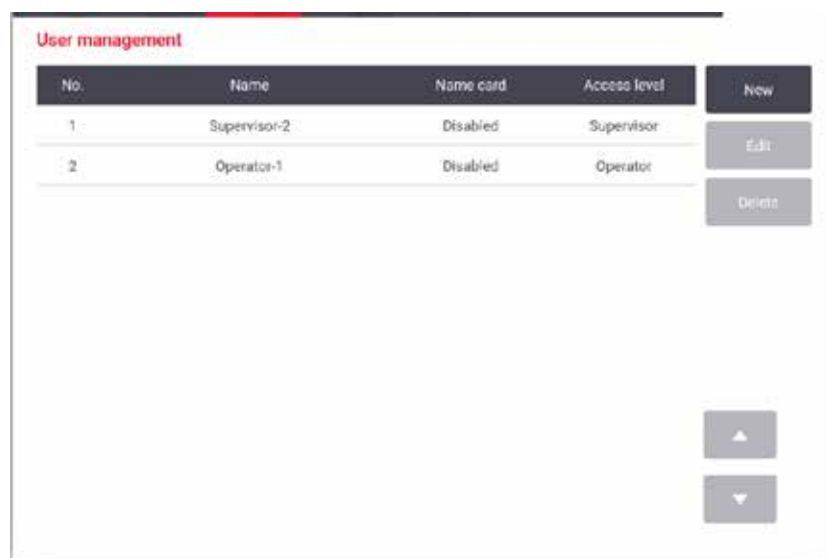 User management
No. Name Name card Access level New
1 Supervisor-2 Disabled Supervisor
Edit
2 Operator-1 Disabled Operator
Delete